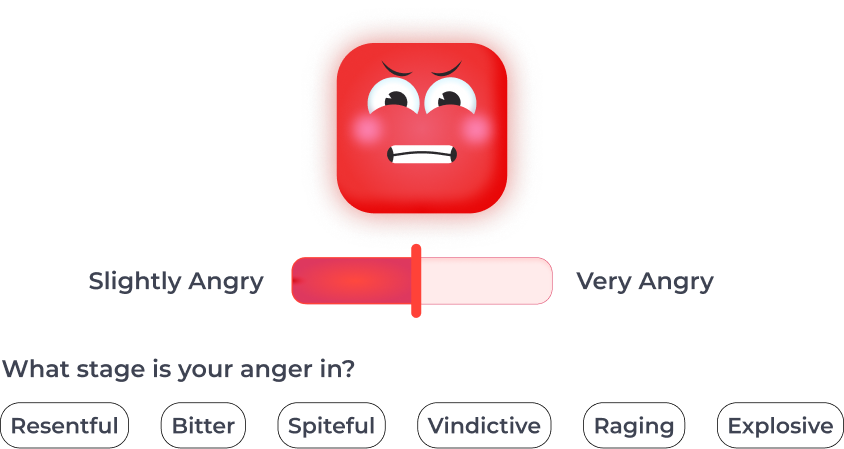 Slightly Angry
Very Angry
What stage is your anger in?
Resentful
Bitter
Spiteful
Vindictive
Raging
Explosive